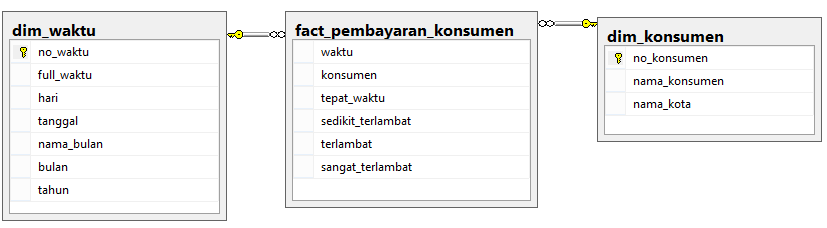 dim_waktu
no_waktu
full_waktu
hari
tanggal
nama_bulan
bulan
tahun
fact_pembayaran_konsumen
waktu
konsumen
tepat_waktu
sedikit_terlambat
terlambat
sangat_terlambat
dim_konsumen
no_konsumen
nama_konsumen
nama_kota